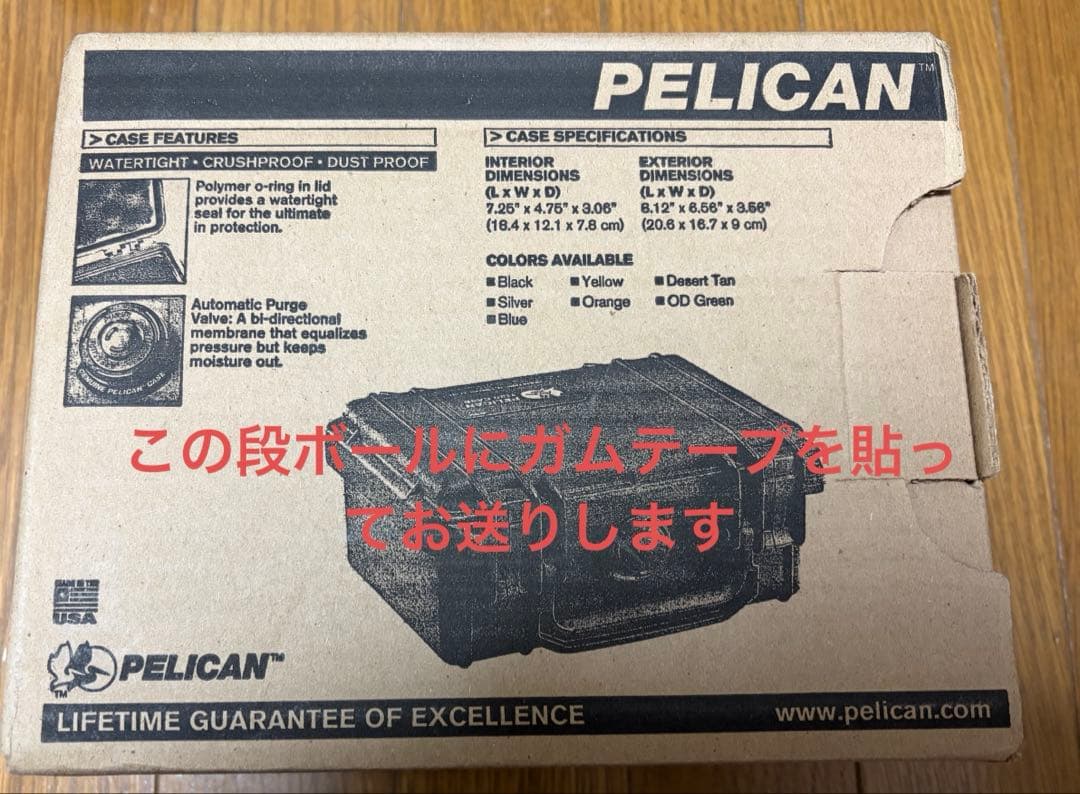 PELICAN™
> CASE FEATURES
WATERTIGHT • CRUSHPROOF • DUST PROOF
Polymer o-ring in lid
provides a watertight
seal for the ultimate
in protection.
Automatic Purge
Valve: A bi-directional
membrane that equalizes
pressure but keeps
moisture out.
GENUINE PELICAN™ CASE
> CASE SPECIFICATIONS
INTERIOR
DIMENSIONS
(L x W x D)
7.25" x 4.75" x 3.06"
(18.4 x 12.1 x 7.8 cm)
EXTERIOR
DIMENSIONS
(L x W x D)
8.12" x 6.56" x 3.56"
(20.6 x 16.7 x 9 cm)
COLORS AVAILABLE
■ Black ■ Yellow ■ Desert Tan
■ Silver ■ Orange ■ OD Green
■ Blue
この段ボールにガムテープを貼っ
てお送りします
MADE IN THE
USA
PELICAN™
TM
LIFETIME GUARANTEE OF EXCELLENCE
www.pelican.com